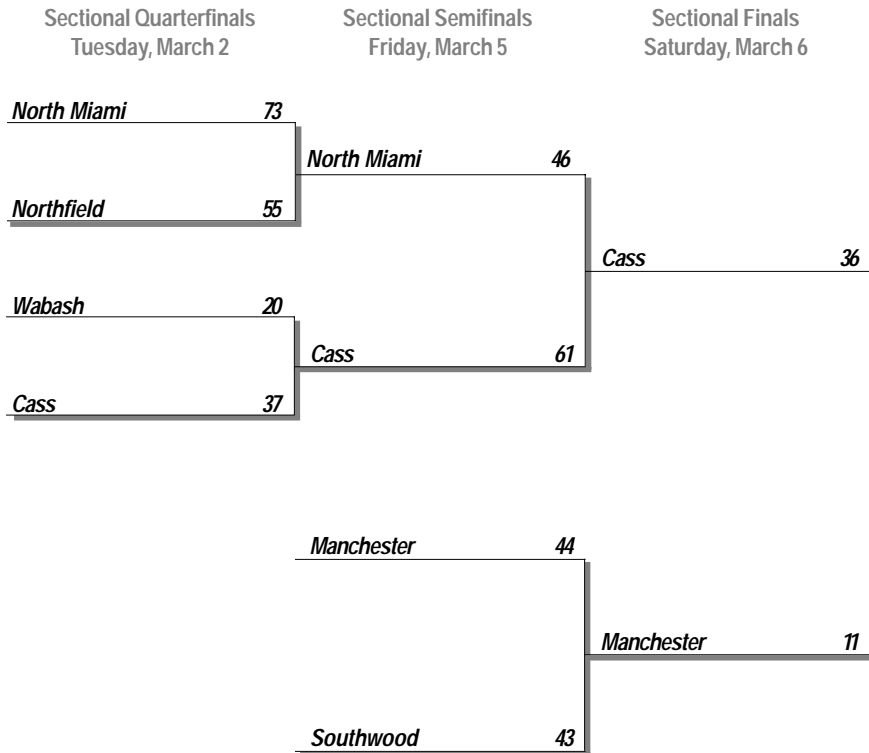 Sectional Quarterfinals
Tuesday, March 2
Sectional Semifinals
Friday, March 5
Sectional Finals
Saturday, March 6
North Miami 73
North Miami 46
Northfield 55
Cass 36
Wabash 20
Cass 61
Cass 37
Manchester 44
Manchester 11
Southwood 43